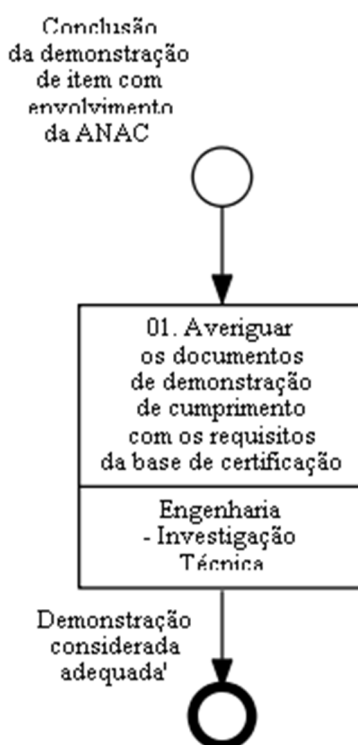 Conclusão
da demonstração
de item com
envolvimento
da ANAC
01. Averiguar
os documentos
de demonstração
de cumprimento
com os requisitos
da base de certificação
Engenharia
- Investigação
Técnica
Demonstração
considerada
adequada'